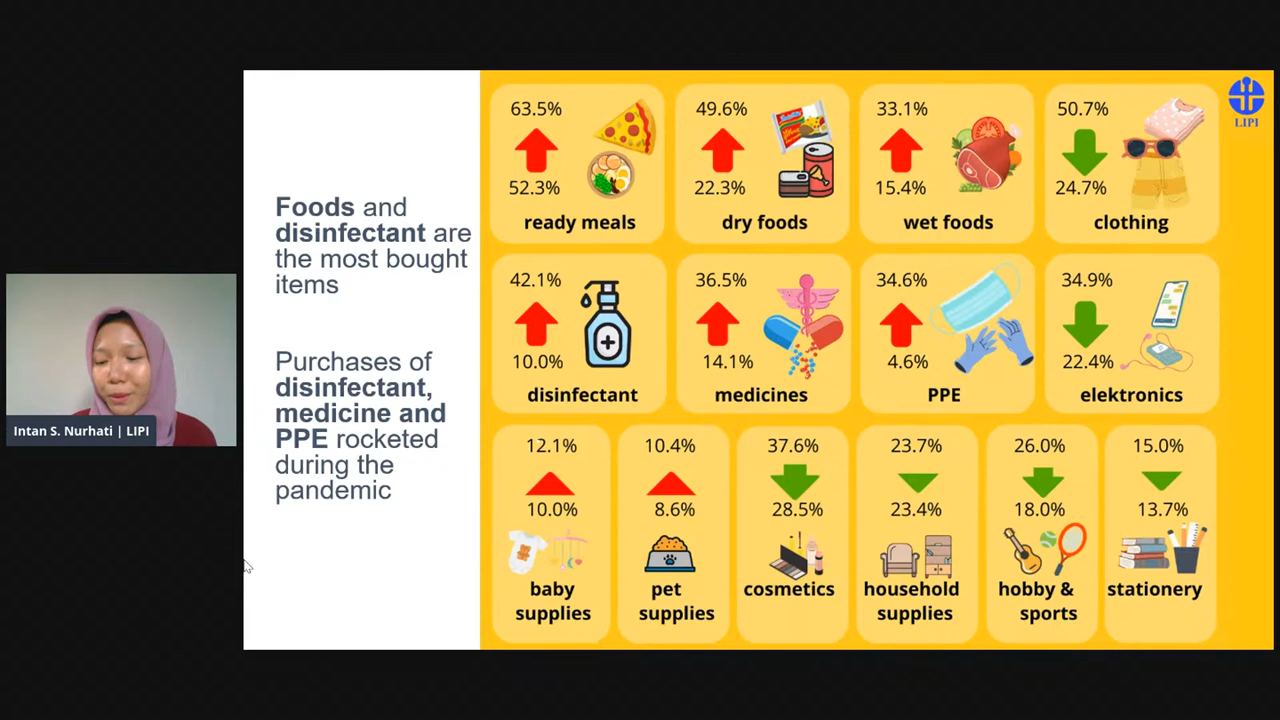 Foods and
disinfectant are
the most bought
items
Purchases of
disinfectant,
medicine and
PPE rocketed
during the
pandemic
Intan S. Nurhati | LIPI
LIPI
63.5%
52.3%
ready meals
49.6%
22.3%
dry foods
33.1%
15.4%
wet foods
50.7%
24.7%
clothing
42.1%
10.0%
disinfectant
36.5%
14.1%
medicines
34.6%
4.6%
PPE
34.9%
22.4%
elektronics
12.1%
10.0%
baby
supplies
10.4%
8.6%
pet
supplies
37.6%
28.5%
cosmetics
23.7%
23.4%
household
supplies
26.0%
18.0%
hobby &
sports
15.0%
13.7%
stationery